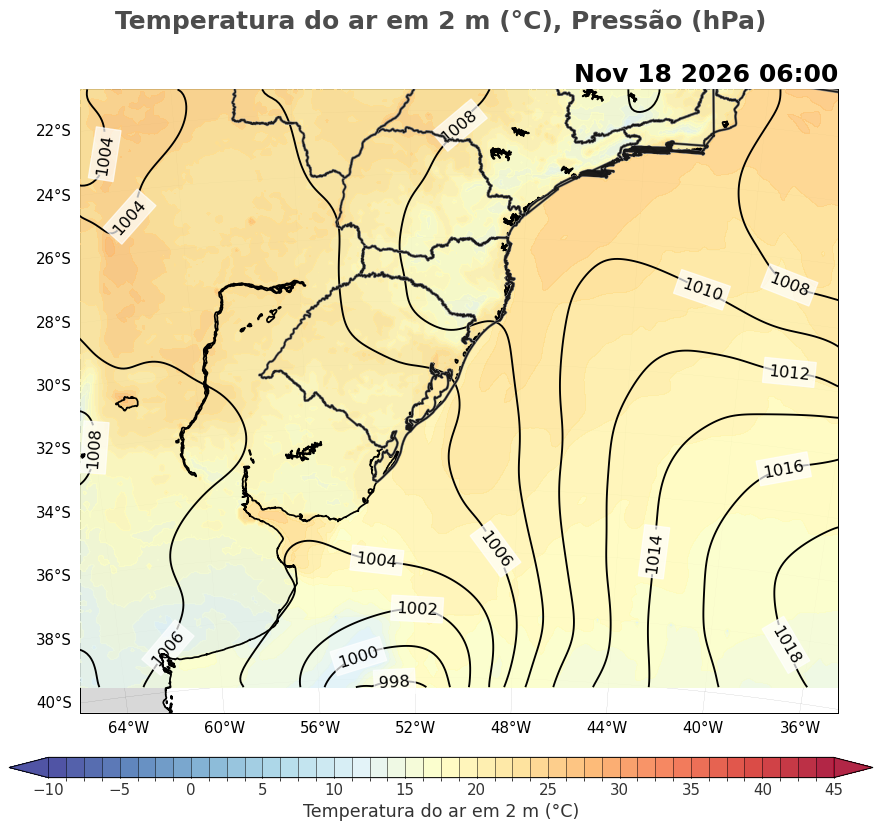 Temperatura do ar em 2 m (°C), Pressão (hPa)
Nov 18 2026 06:00
22°S
24°S
26°S
28°S
30°S
32°S
34°S
36°S
38°S
40°S
1004
1004
1008
1008
1010
1012
1008
1016
1014
1006
1004
1002
1000
998
1006
1018
64°W
60°W
56°W
52°W
48°W
44°W
40°W
36°W
−10
−5
0
5
10
15
20
25
30
35
40
45
Temperatura do ar em 2 m (°C)